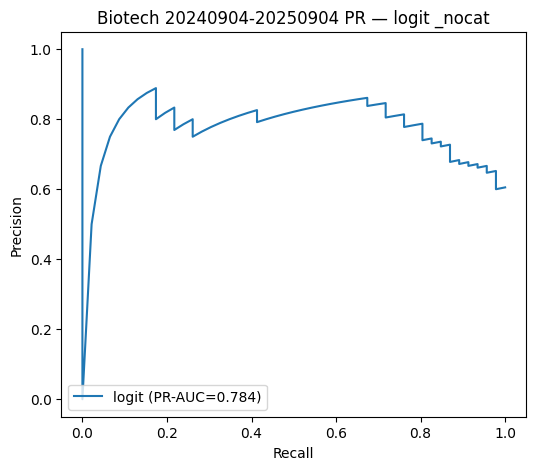 Biotech 20240904-20250904 PR — logit _nocat
1.0
0.8
0.6
0.4
0.2
0.0
Precision
logit (PR-AUC=0.784)
0.0 0.2 0.4 0.6 0.8 1.0
Recall